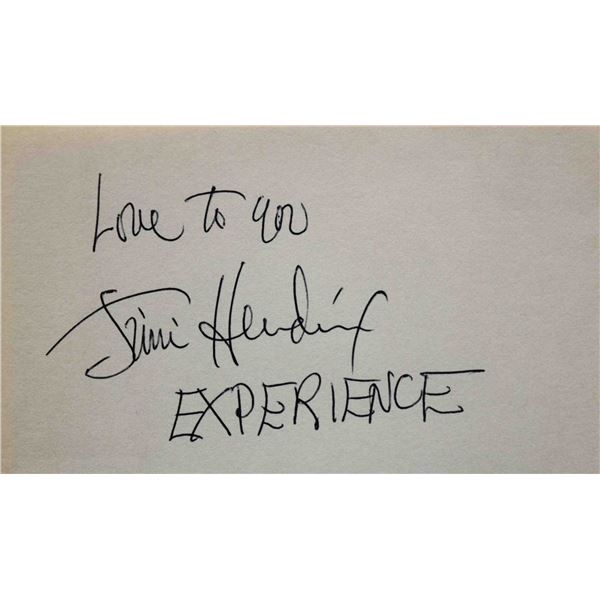 Love to you
Jimi Hendrix
EXPERIENCE